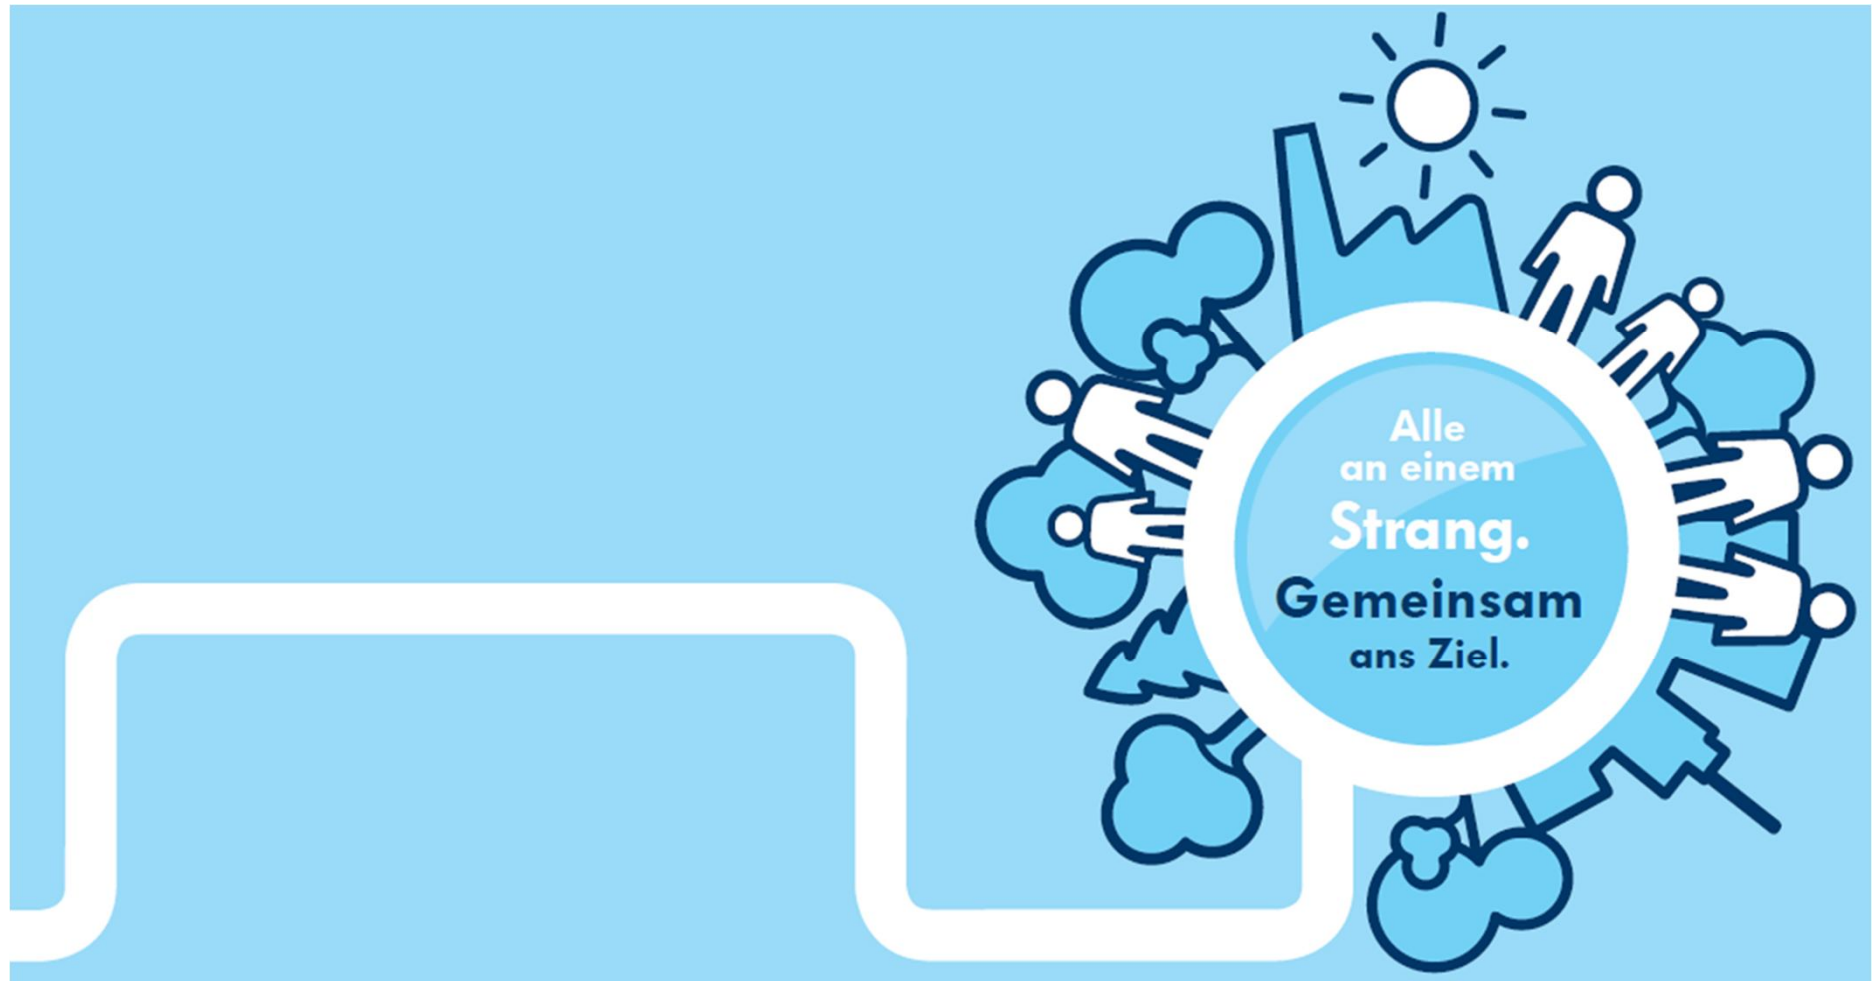 Alle
an einem
Strang.
Gemeinsam
ans Ziel.